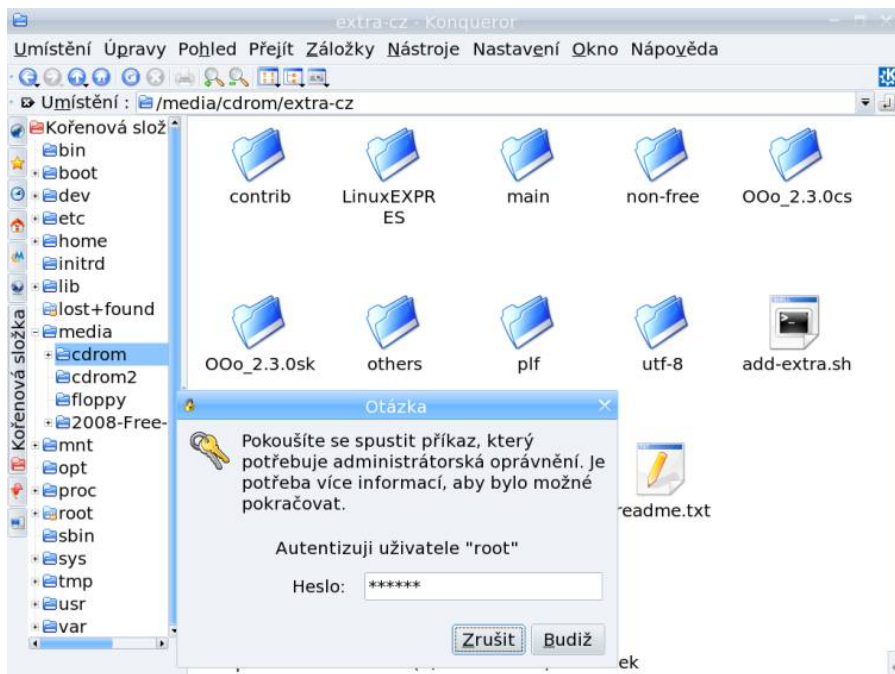 extra-cz - Konqueror
Umístění Úpravy Pohled Přejít Záložky Nástroje Nastavení Okno Nápověda
Umístění : /media/cdrom/extra-cz
Kořenová slož
bin
boot
dev
etc
home
initrd
lib
lost+found
media
cdrom
cdrom2
floppy
2008-Free-
mnt
opt
proc
root
sbin
sys
tmp
usr
var
Kořenová složka
contrib
LinuxEXPR
ES
main
non-free
OOo_2.3.0cs
OOo_2.3.0sk
others
plf
utf-8
add-extra.sh
readme.txt
Otázka
Pokoušíte se spustit příkaz, který
potřebuje administrátorská oprávnění. Je
potřeba více informací, aby bylo možné
pokračovat.
Autentizuji uživatele "root"
Heslo: ******
Zrušit Budiž